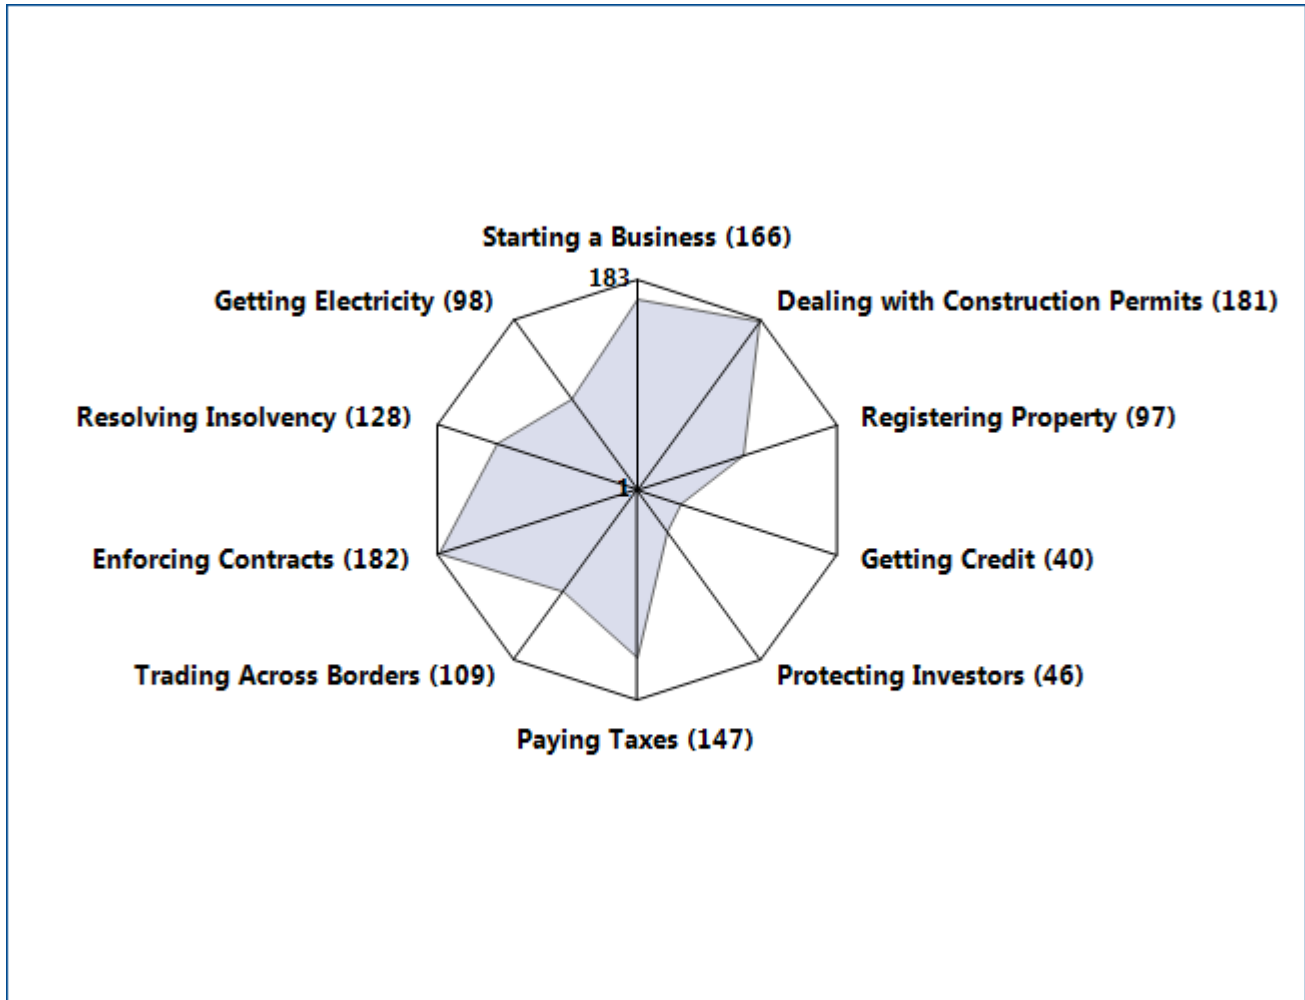 Starting a Business (166)
183
Getting Electricity (98)
Dealing with Construction Permits (181)
Resolving Insolvency (128)
Registering Property (97)
1
Enforcing Contracts (182)
Getting Credit (40)
Trading Across Borders (109)
Protecting Investors (46)
Paying Taxes (147)